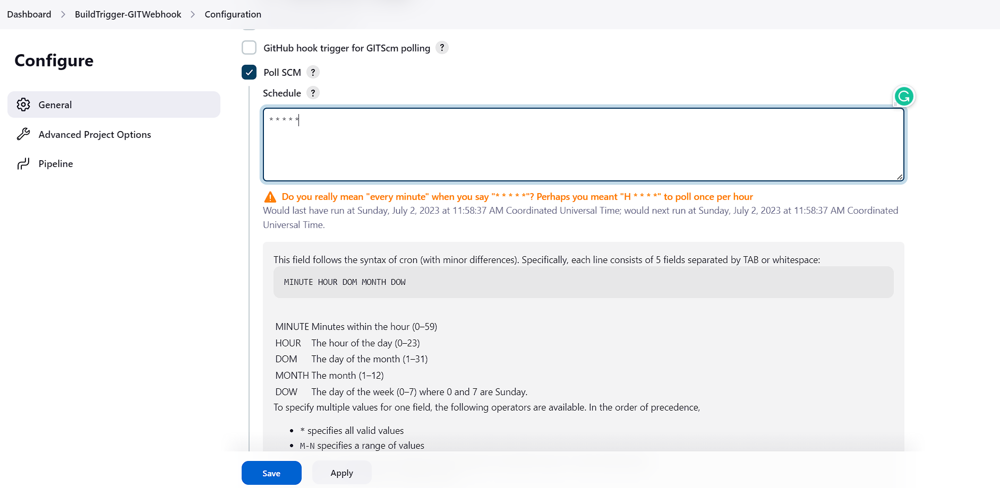 Dashboard > BuildTrigger-GITWebhook > Configuration
Configure
General
Advanced Project Options
Pipeline
GitHub hook trigger for GITScm polling ?
Poll SCM ?
Schedule ?
* * * * *
Do you really mean "every minute" when you say "* * * * *"? Perhaps you meant "H * * * *" to poll once per hour
Would last have run at Sunday, July 2, 2023 at 11:58:37 AM Coordinated Universal Time; would next run at Sunday, July 2, 2023 at 11:58:37 AM Coordinated
Universal Time.
This field follows the syntax of cron (with minor differences). Specifically, each line consists of 5 fields separated by TAB or whitespace:
MINUTE HOUR DOM MONTH DOW
MINUTE Minutes within the hour (0–59)
HOUR The hour of the day (0–23)
DOM The day of the month (1–31)
MONTH The month (1–12)
DOW The day of the week (0–7) where 0 and 7 are Sunday.
To specify multiple values for one field, the following operators are available. In the order of precedence,
• * specifies all valid values
• M-N specifies a range of values
Save
Apply